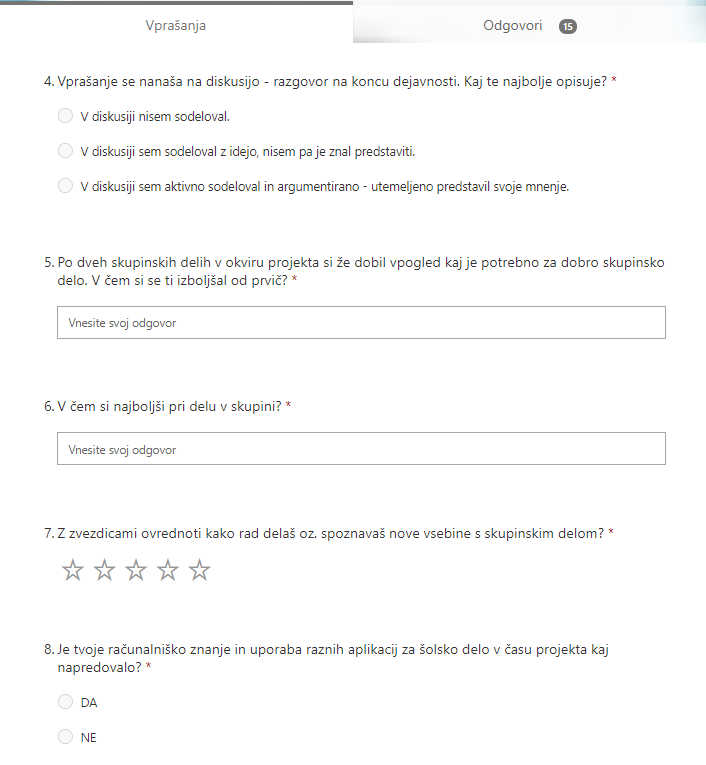 Vprašanja
Odgovori 15
4. Vprašanje se nanaša na diskusijo - razgovor na koncu dejavnosti. Kaj te najbolje opisuje? *
V diskusiji nisem sodeloval.
V diskusiji sem sodeloval z idejo, nisem pa je znal predstaviti.
V diskusiji sem aktivno sodeloval in argumentirano - utemeljeno predstavil svoje mnenje.
5. Po dveh skupinskih delih v okviru projekta si že dobil vpogled kaj je potrebno za dobro skupinsko
delo. V čem si se ti izboljšal od prvič? *
Vnesite svoj odgovor
6. V čem si najboljši pri delu v skupini? *
Vnesite svoj odgovor
7. Z zvezdicami ovrednoti kako rad delaš oz. spoznavaš nove vsebine s skupinskim delom? *
8. Je tvoje računalniško znanje in uporaba raznih aplikacij za šolsko delo v času projekta kaj
napredovalo? *
DA
NE